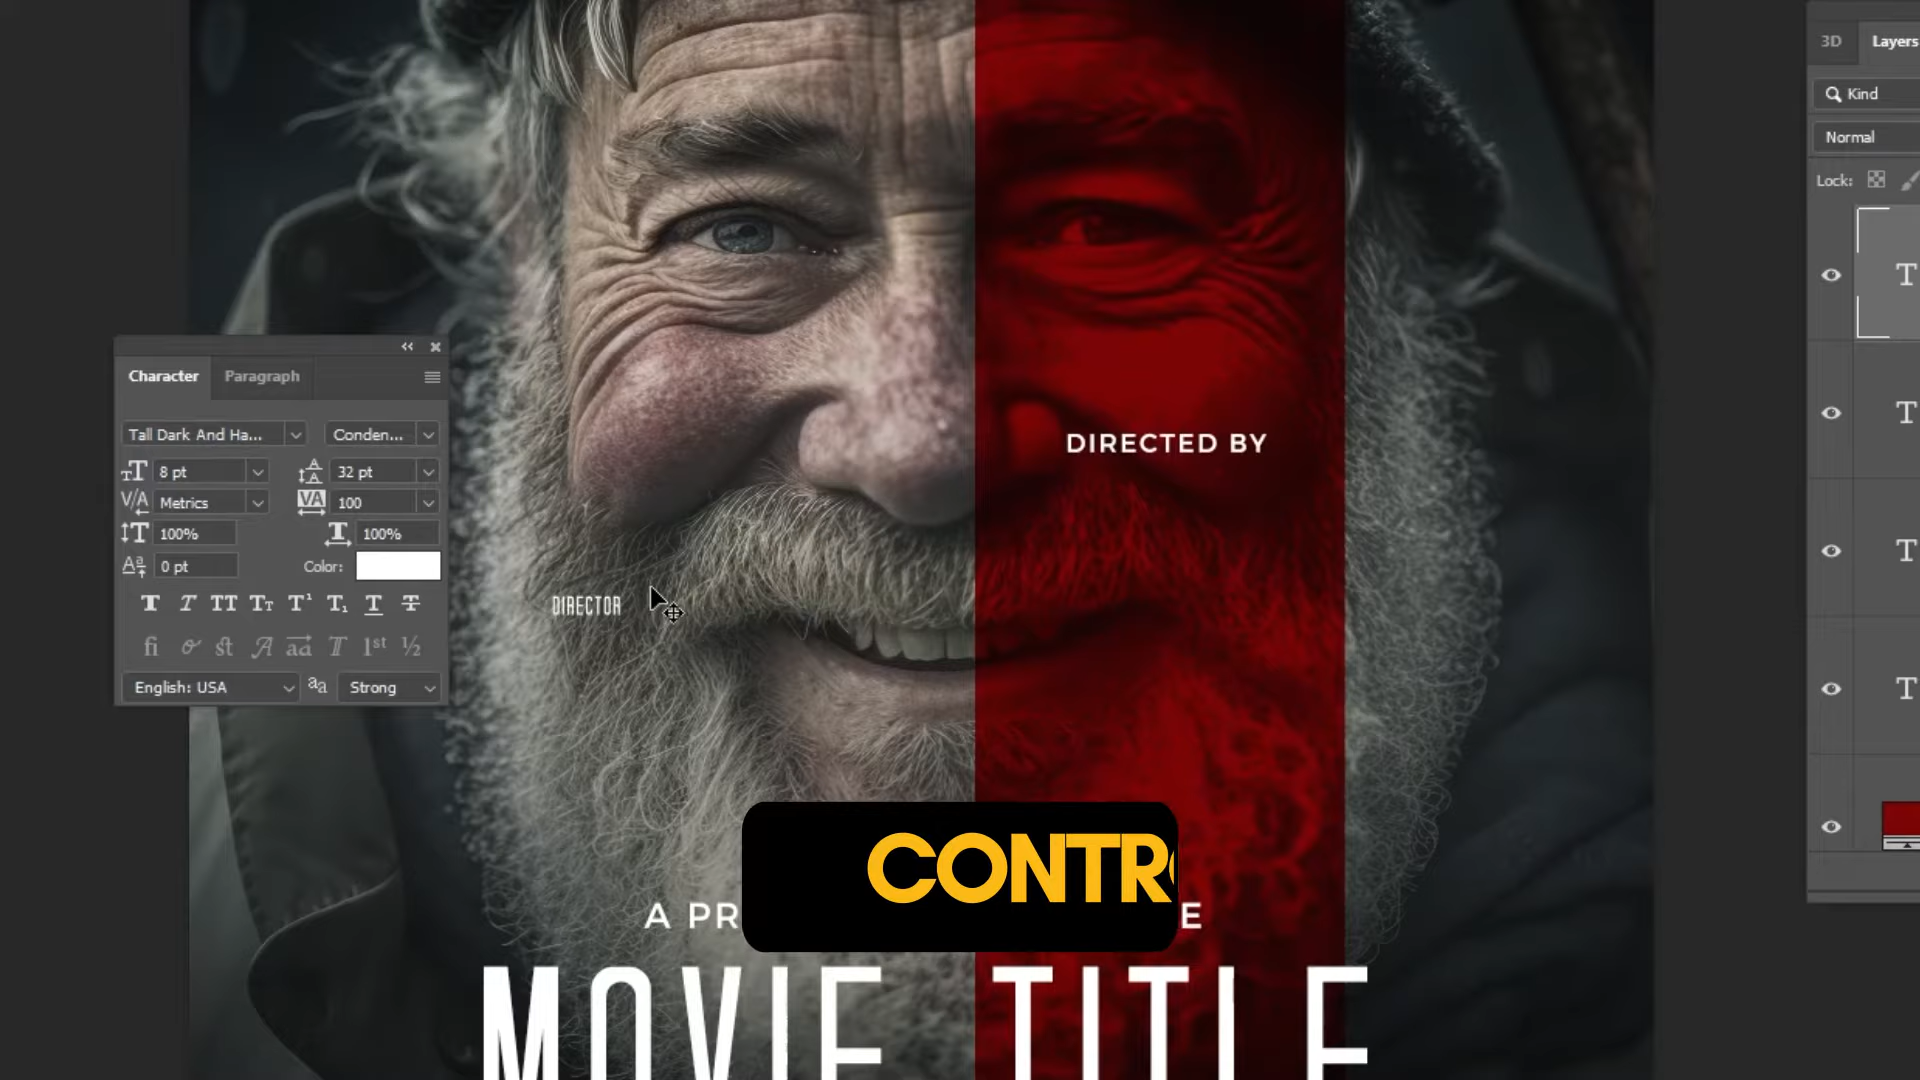 3D
Layers
Kind
Normal
Lock:
Character
Paragraph
Tall Dark And Ha...
Conden...
8 pt
32 pt
Metrics
100
100%
100%
0 pt
Color:
English: USA
Strong
DIRECTED BY
DIRECTOR
CONTR
A PR
E
MOVIE TITLE